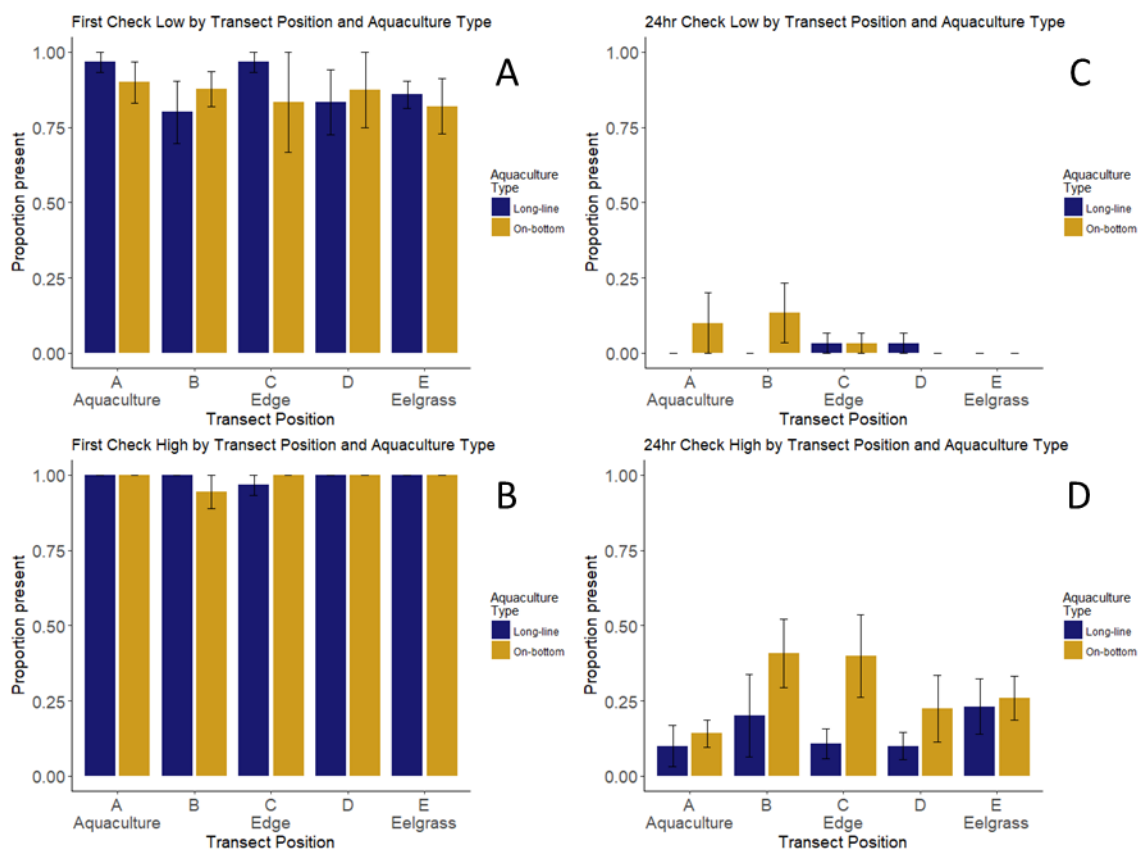 First Check Low by Transect Position and Aquaculture Type
A
Proportion present
1.00
0.75
0.50
0.25
0.00
A B C D E
Aquaculture Edge Eelgrass
Transect Position
Aquaculture
Type
Long-line
On-bottom
24hr Check Low by Transect Position and Aquaculture Type
C
Proportion present
1.00
0.75
0.50
0.25
0.00
A B C D E
Aquaculture Edge Eelgrass
Transect Position
Aquaculture
Type
Long-line
On-bottom
First Check High by Transect Position and Aquaculture Type
B
Proportion present
1.00
0.75
0.50
0.25
0.00
A B C D E
Aquaculture Edge Eelgrass
Transect Position
Aquaculture
Type
Long-line
On-bottom
24hr Check High by Transect Position and Aquaculture Type
D
Proportion present
1.00
0.75
0.50
0.25
0.00
A B C D E
Aquaculture Edge Eelgrass
Transect Position
Aquaculture
Type
Long-line
On-bottom